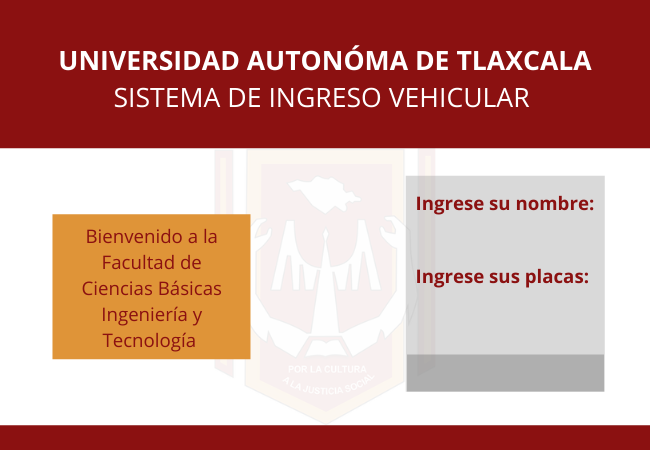 UNIVERSIDAD AUTONÓMA DE TLAXCALA
SISTEMA DE INGRESO VEHICULAR
Bienvenido a la
Facultad de
Ciencias Básicas
Ingeniería y
Tecnología
Ingrese su nombre:
Ingrese sus placas:
POR LA CULTURA
A LA JUSTICIA SOCIAL